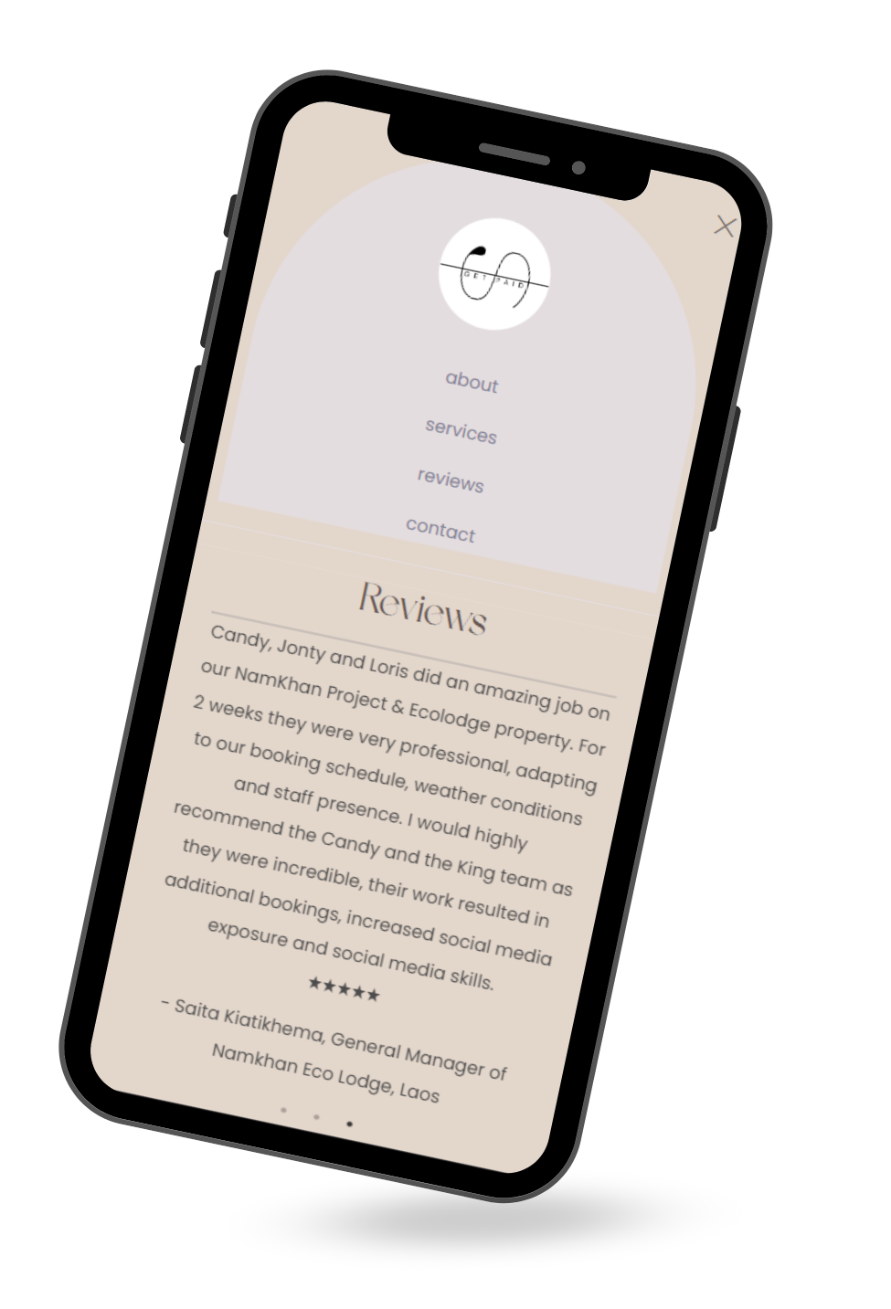 GET PAID
about
services
reviews
contact
Reviews
Candy, Jonty and Loris did an amazing job on
our NamKhan Project & Ecolodge property. For
2 weeks they were very professional, adapting
to our booking schedule, weather conditions
and staff presence. I would highly
recommend the Candy and the King team as
they were incredible, their work resulted in
additional bookings, increased social media
exposure and social media skills.
★★★★★
- Saita Kiatikhema, General Manager of
Namkhan Eco Lodge, Laos